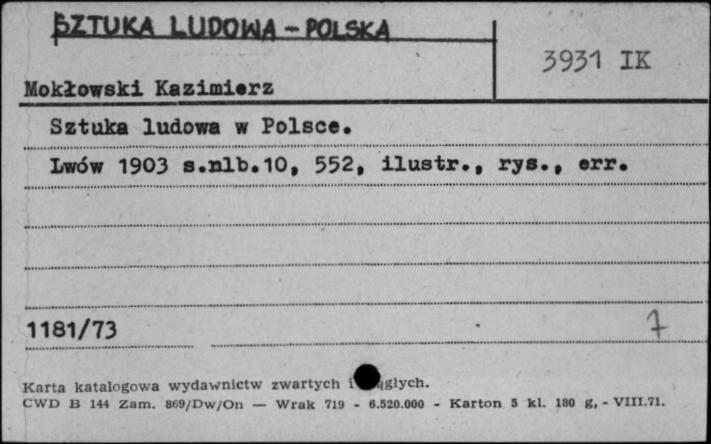 SZTUKA LUDOWA - POLSKA
3931 IK
Mokłowski Kazimierz
Sztuka ludowa w Polsce.
Lwów 1903 s.nlb.10, 552, ilustr., rys., err.
1181/73
7
Karta katalogowa wydawnictw zwartych i
CWD B 144 Zam. 869/Dw/On — Wrak 719 - 6.520.000 - Karton 5 kl. 180 g, - VIII.71.